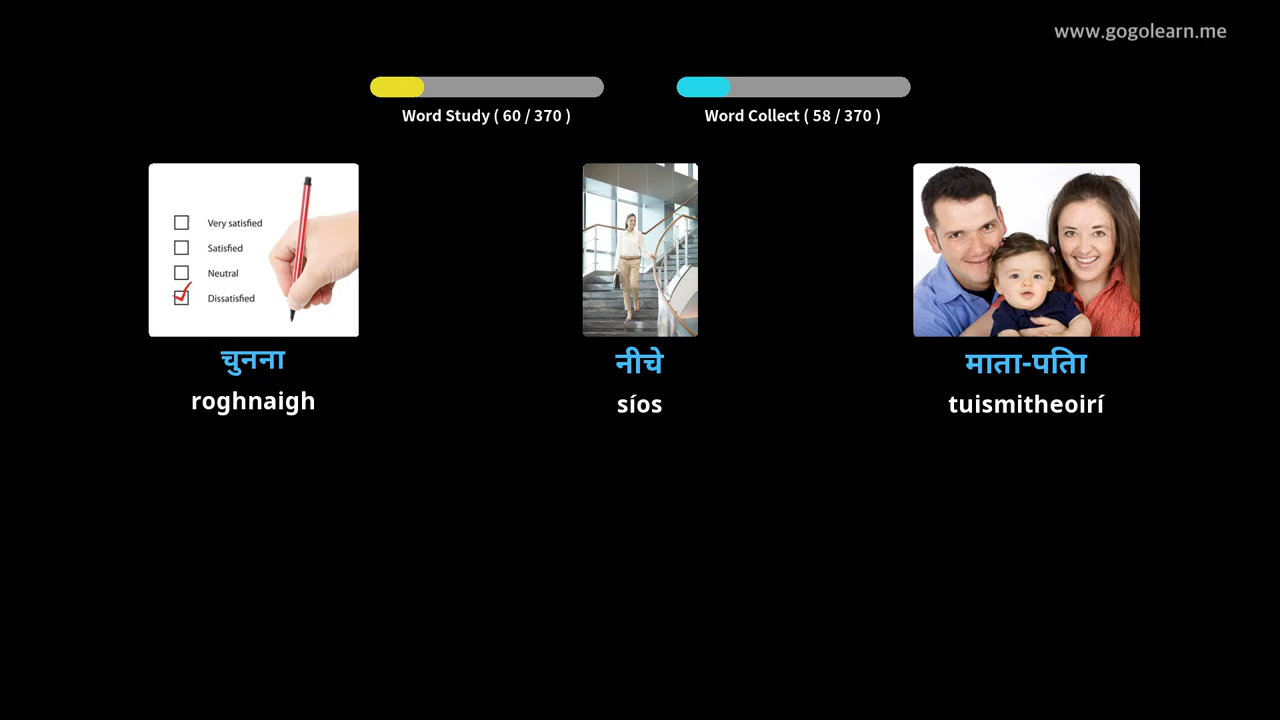 www.gogolearn.me
Word Study ( 60 / 370 )
Word Collect ( 58 / 370 )
Very satisfied
Satisfied
Neutral
Dissatisfied
चुनना
roghnaigh
नीचे
síos
माता-पिता
tuismitheoirí